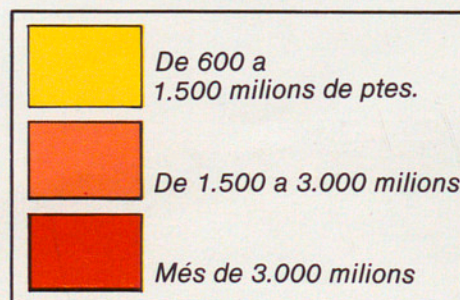 De 600 a
1.500 milions de ptes.
De 1.500 a 3.000 milions
Més de 3.000 milions